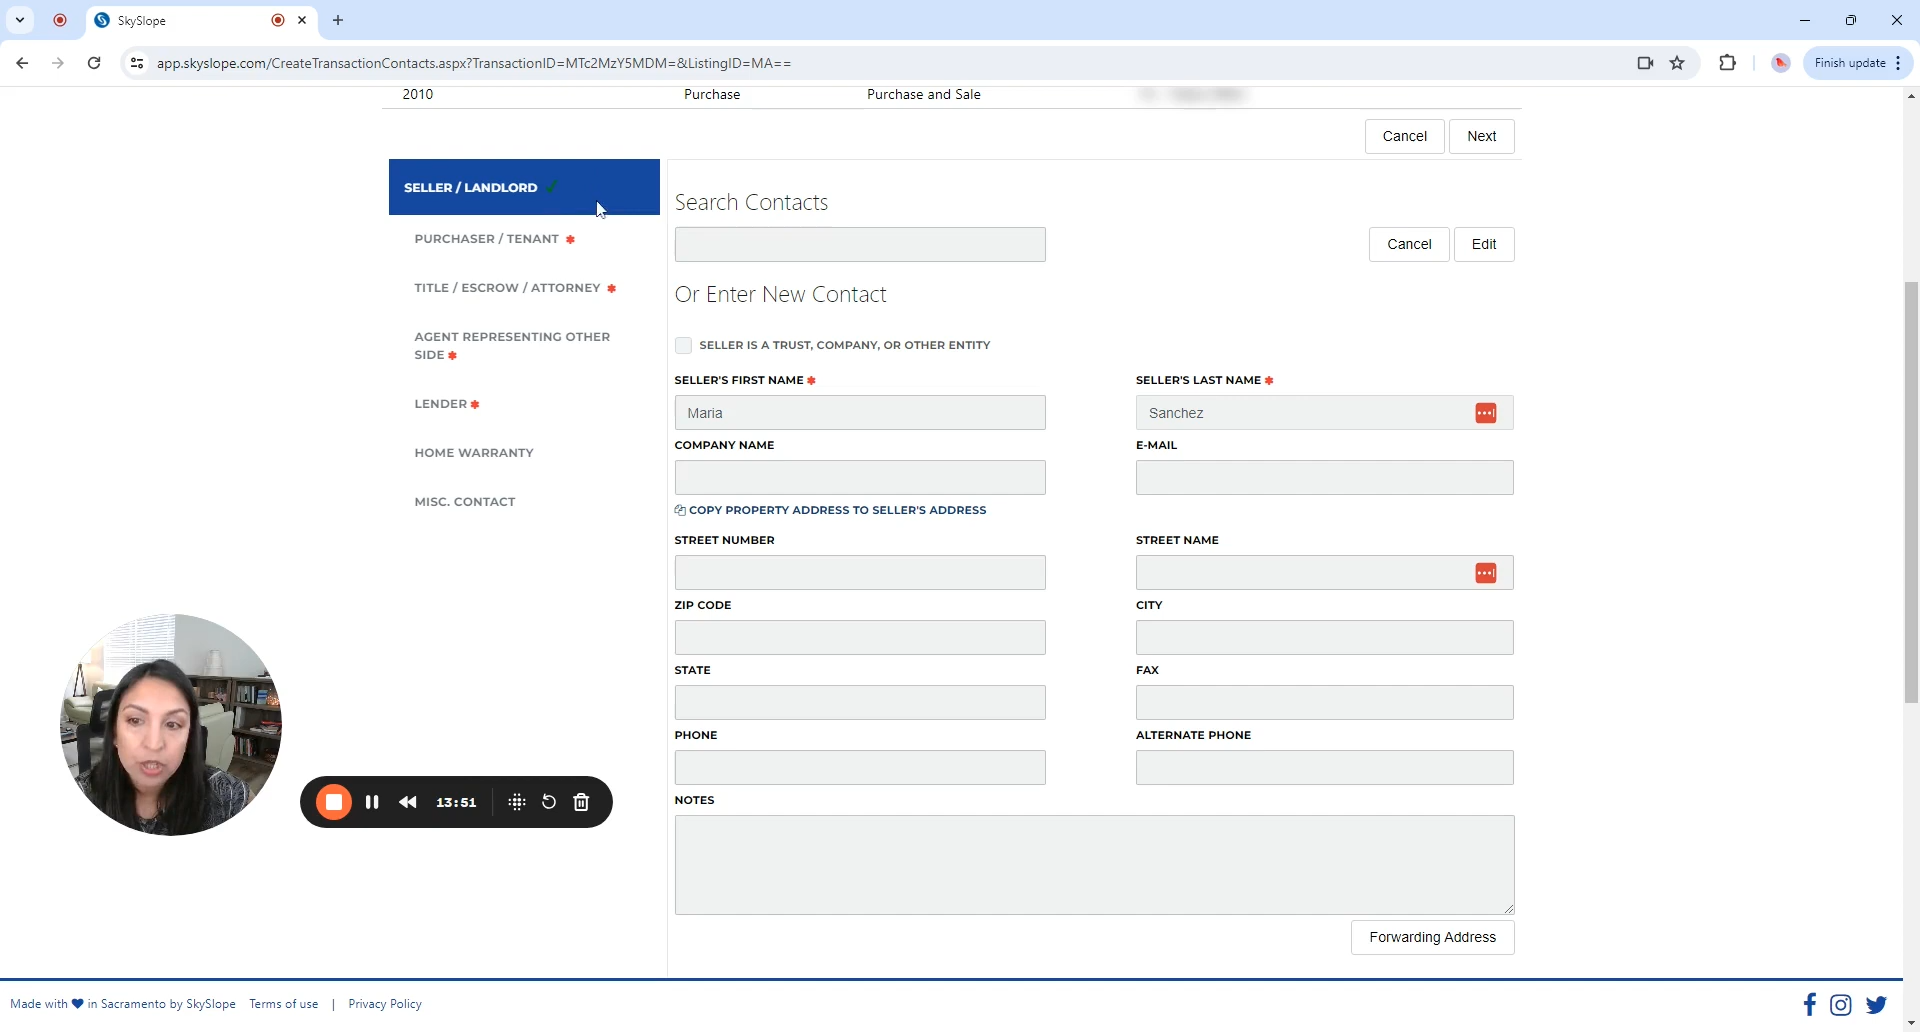 SkySlope
app.skyslope.com/CreateTransactionContacts.aspx?TransactionID=MTc2MzY5MDM=&ListingID=MA==
Finish update
2010 Purchase Purchase and Sale
Cancel Next
SELLER / LANDLORD
PURCHASER / TENANT *
TITLE / ESCROW / ATTORNEY *
AGENT REPRESENTING OTHER
SIDE *
LENDER *
HOME WARRANTY
MISC. CONTACT
Search Contacts
Cancel Edit
Or Enter New Contact
SELLER IS A TRUST, COMPANY, OR OTHER ENTITY
SELLER'S FIRST NAME * SELLER'S LAST NAME *
Maria Sanchez
COMPANY NAME E-MAIL
COPY PROPERTY ADDRESS TO SELLER'S ADDRESS
STREET NUMBER STREET NAME
ZIP CODE CITY
STATE FAX
PHONE ALTERNATE PHONE
NOTES
13:51
Forwarding Address
Made with ♥ in Sacramento by SkySlope Terms of use | Privacy Policy